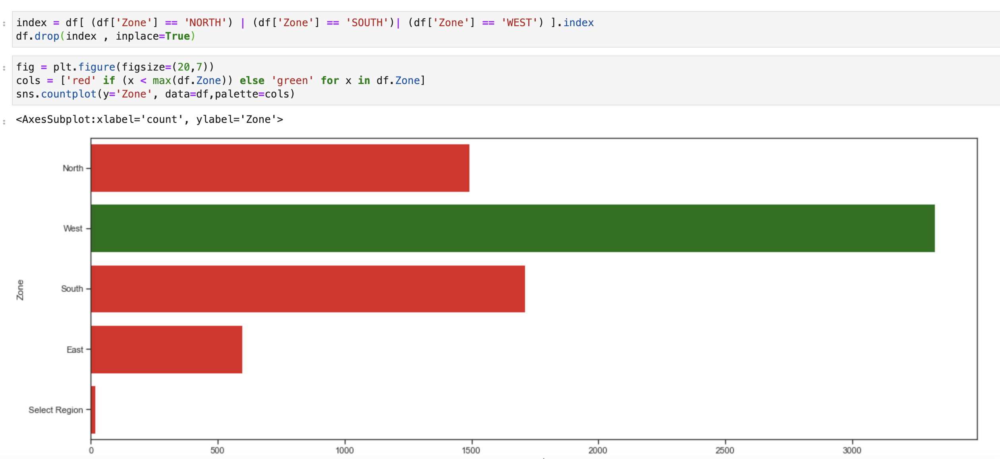 index = df[ (df['Zone'] == 'NORTH') | (df['Zone'] == 'SOUTH')| (df['Zone'] == 'WEST') ].index
df.drop(index , inplace=True)
fig = plt.figure(figsize=(20,7))
cols = ['red' if (x < max(df.Zone)) else 'green' for x in df.Zone]
sns.countplot(y='Zone', data=df,palette=cols)
<AxesSubplot:xlabel='count', ylabel='Zone'>
North
West
South
East
Select Region
Zone
0 500 1000 1500 2000 2500 3000